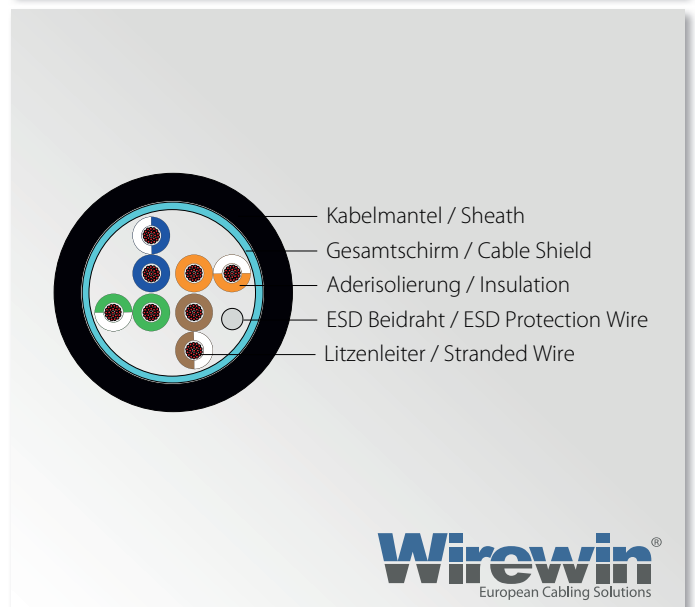 Kabelmantel / Sheath
Gesamtschirm / Cable Shield
Aderisolierung / Insulation
ESD Beidraht / ESD Protection Wire
Litzenleiter / Stranded Wire
Wirewin®
European Cabling Solutions